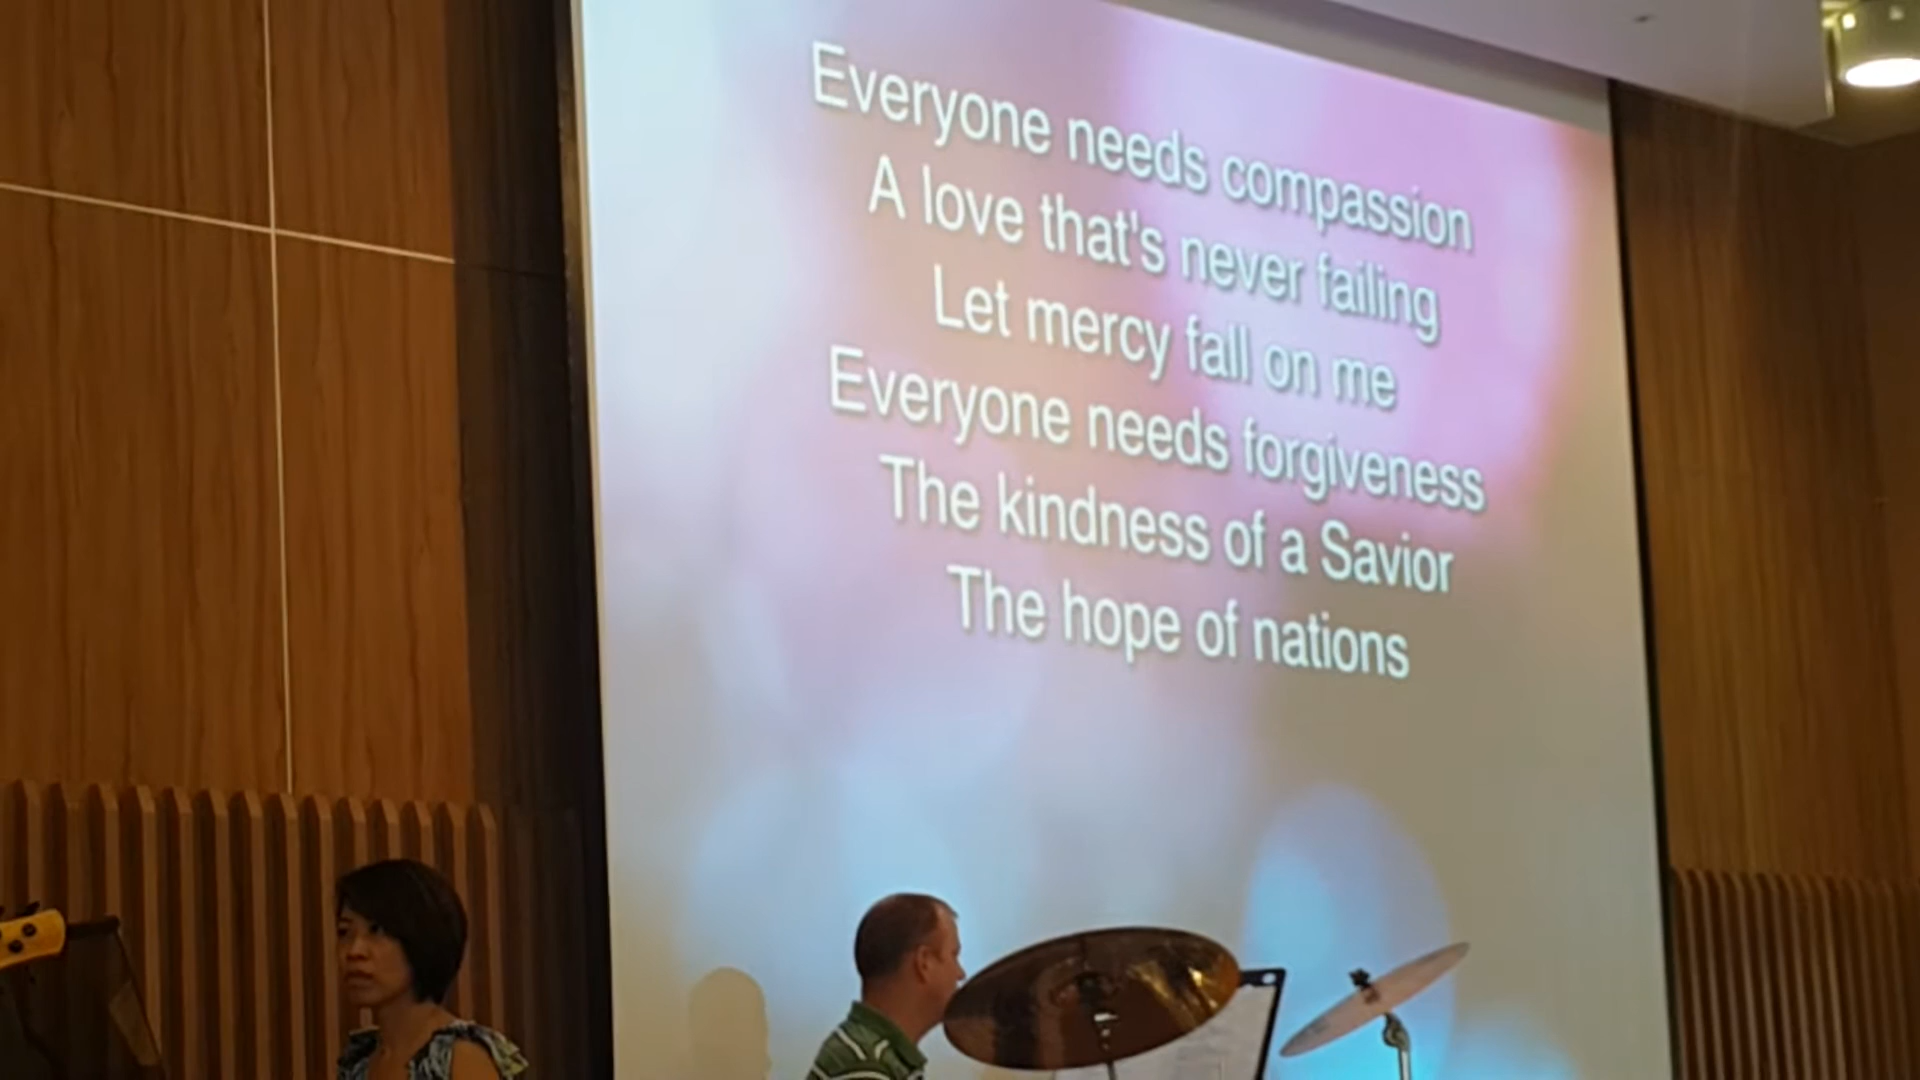 Everyone needs compassion
A love that's never failing
Let mercy fall on me
Everyone needs forgiveness
The kindness of a Savior
The hope of nations